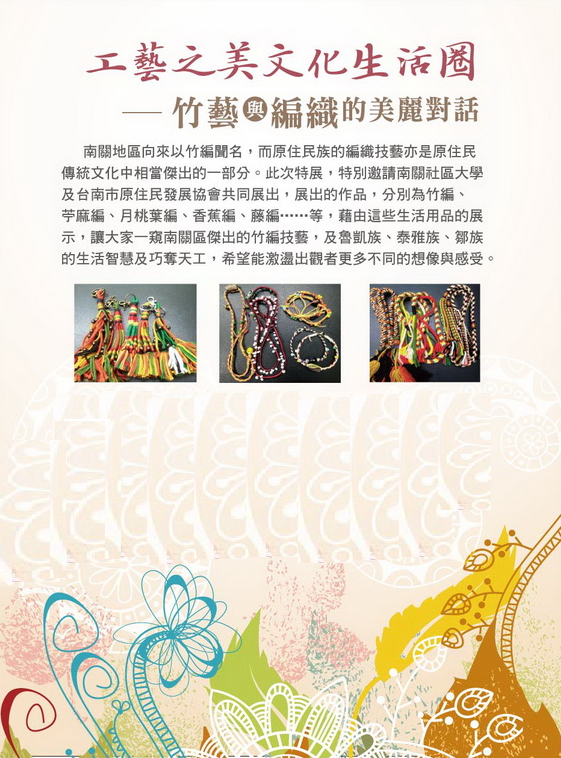 工藝之美文化生活圈
——竹藝與編織的美麗對話
南關地區向來以竹編聞名，而原住民族的編織技藝亦是原住民
傳統文化中相當傑出的一部分。此次特展，特別邀請南關社區大學
及台南市原住民發展協會共同展出，展出的作品，分別為竹編、
苧麻編、月桃葉編、香蕉編、藤編……等，藉由這些生活用品的展
示，讓大家一窺南關區傑出的竹編技藝，及魯凱族、泰雅族、鄒族
的生活智慧及巧奪天工，希望能激盪出觀者更多不同的想像與感受。